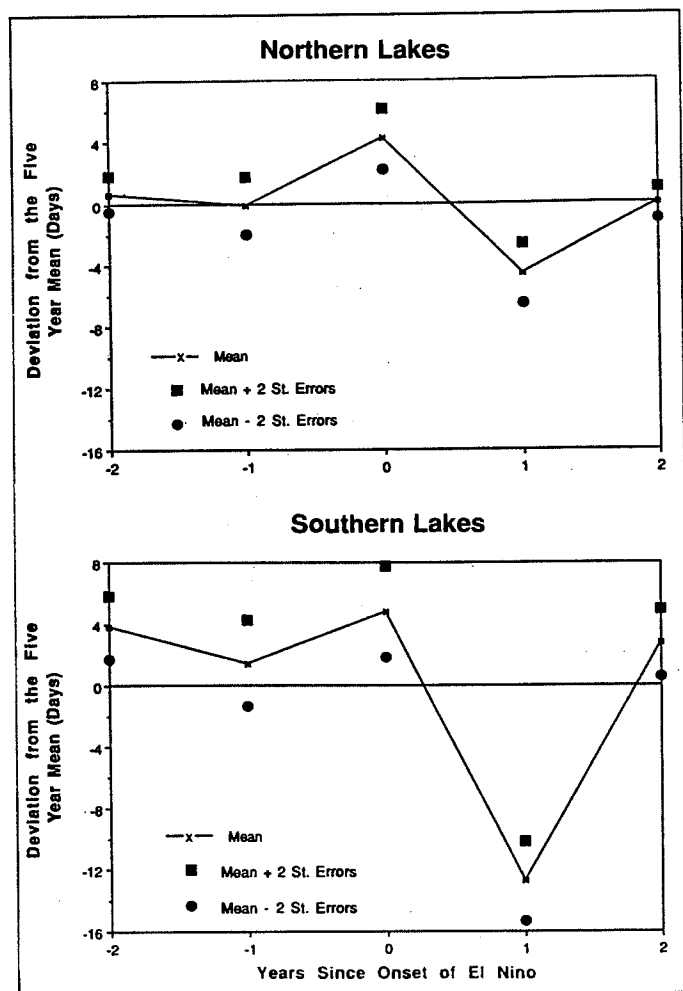 Northern Lakes
8
4
0
-4
-8
-12
-16
Deviation from the Five
Year Mean (Days)
Mean
Mean + 2 St. Errors
Mean - 2 St. Errors
-2 -1 0 1 2
Southern Lakes
8
4
0
-4
-8
-12
-16
Deviation from the Five
Year Mean (Days)
Mean
Mean + 2 St. Errors
Mean - 2 St. Errors
-2 -1 0 1 2
Years Since Onset of El Nino